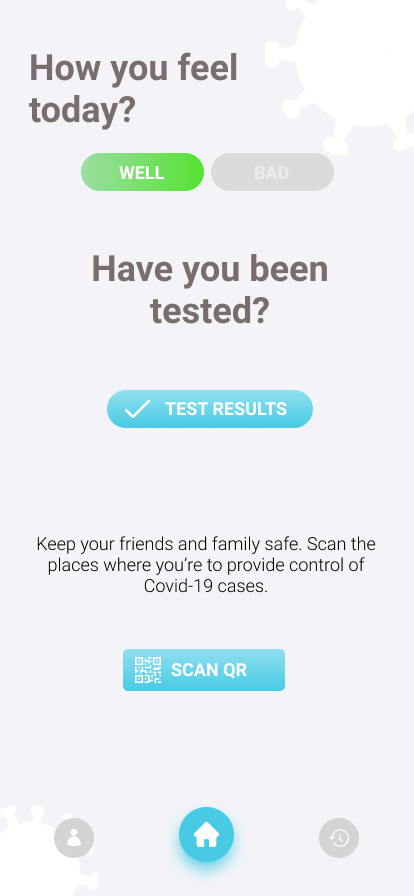 How you feel
today?
WELL
BAD
Have you been
tested?
TEST RESULTS
Keep your friends and family safe. Scan the
places where you’re to provide control of
Covid-19 cases.
SCAN QR